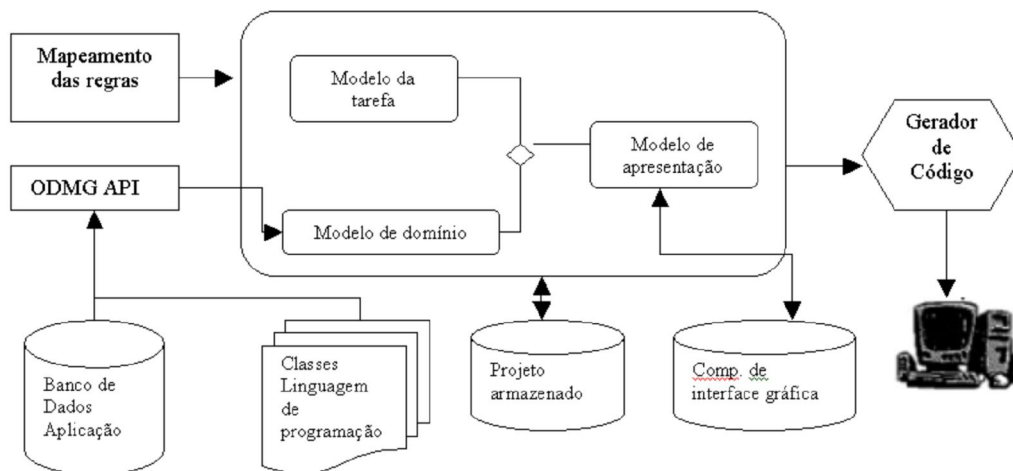 Mapeamento
das regras
Modelo da
tarefa
Modelo de
apresentação
Gerador
de
Código
ODMG API
Modelo de domínio
Banco de
Dados
Aplicação
Classes
Linguagem
de
programação
Projeto
armazenado
Comp. de
interface gráfica